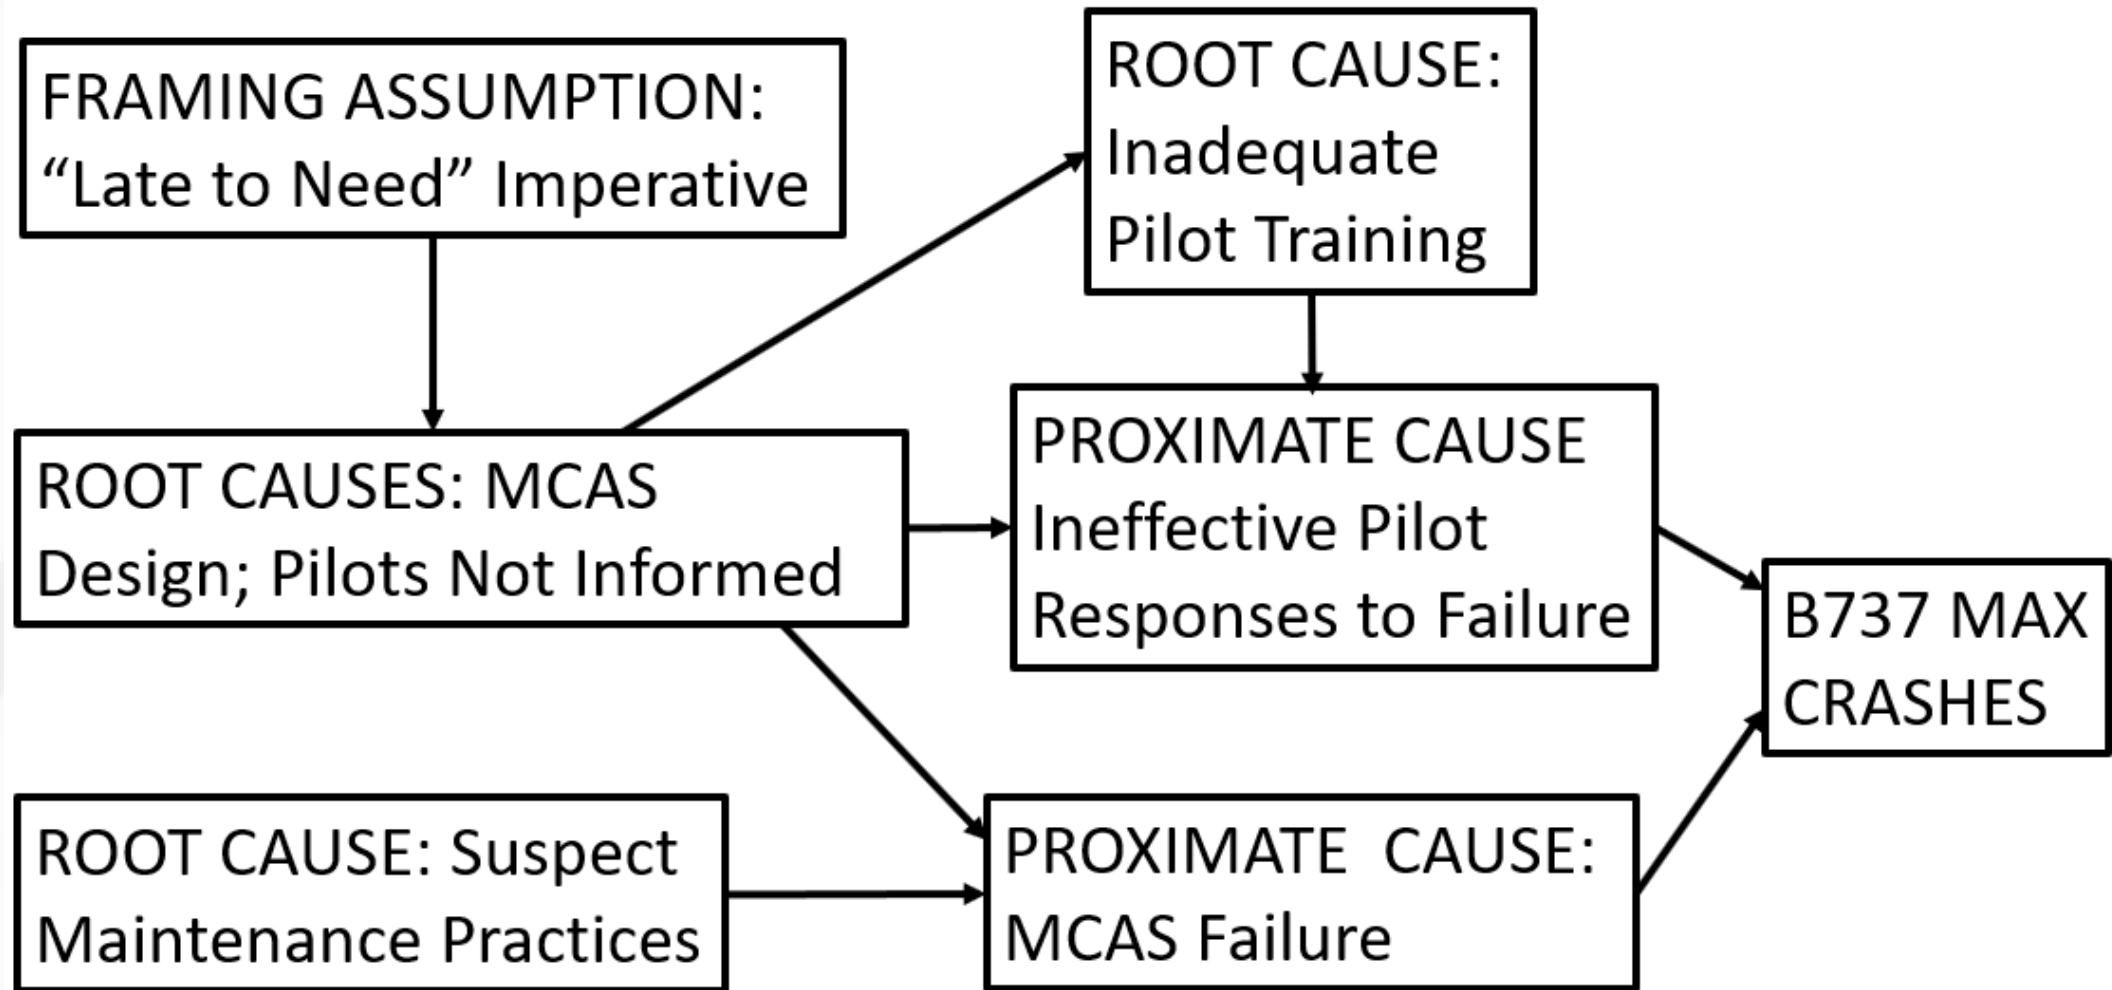 FRAMING ASSUMPTION:
“Late to Need” Imperative
ROOT CAUSE:
Inadequate
Pilot Training
ROOT CAUSES: MCAS
Design; Pilots Not Informed
PROXIMATE CAUSE
Ineffective Pilot
Responses to Failure
B737 MAX
CRASHES
ROOT CAUSE: Suspect
Maintenance Practices
PROXIMATE CAUSE:
MCAS Failure